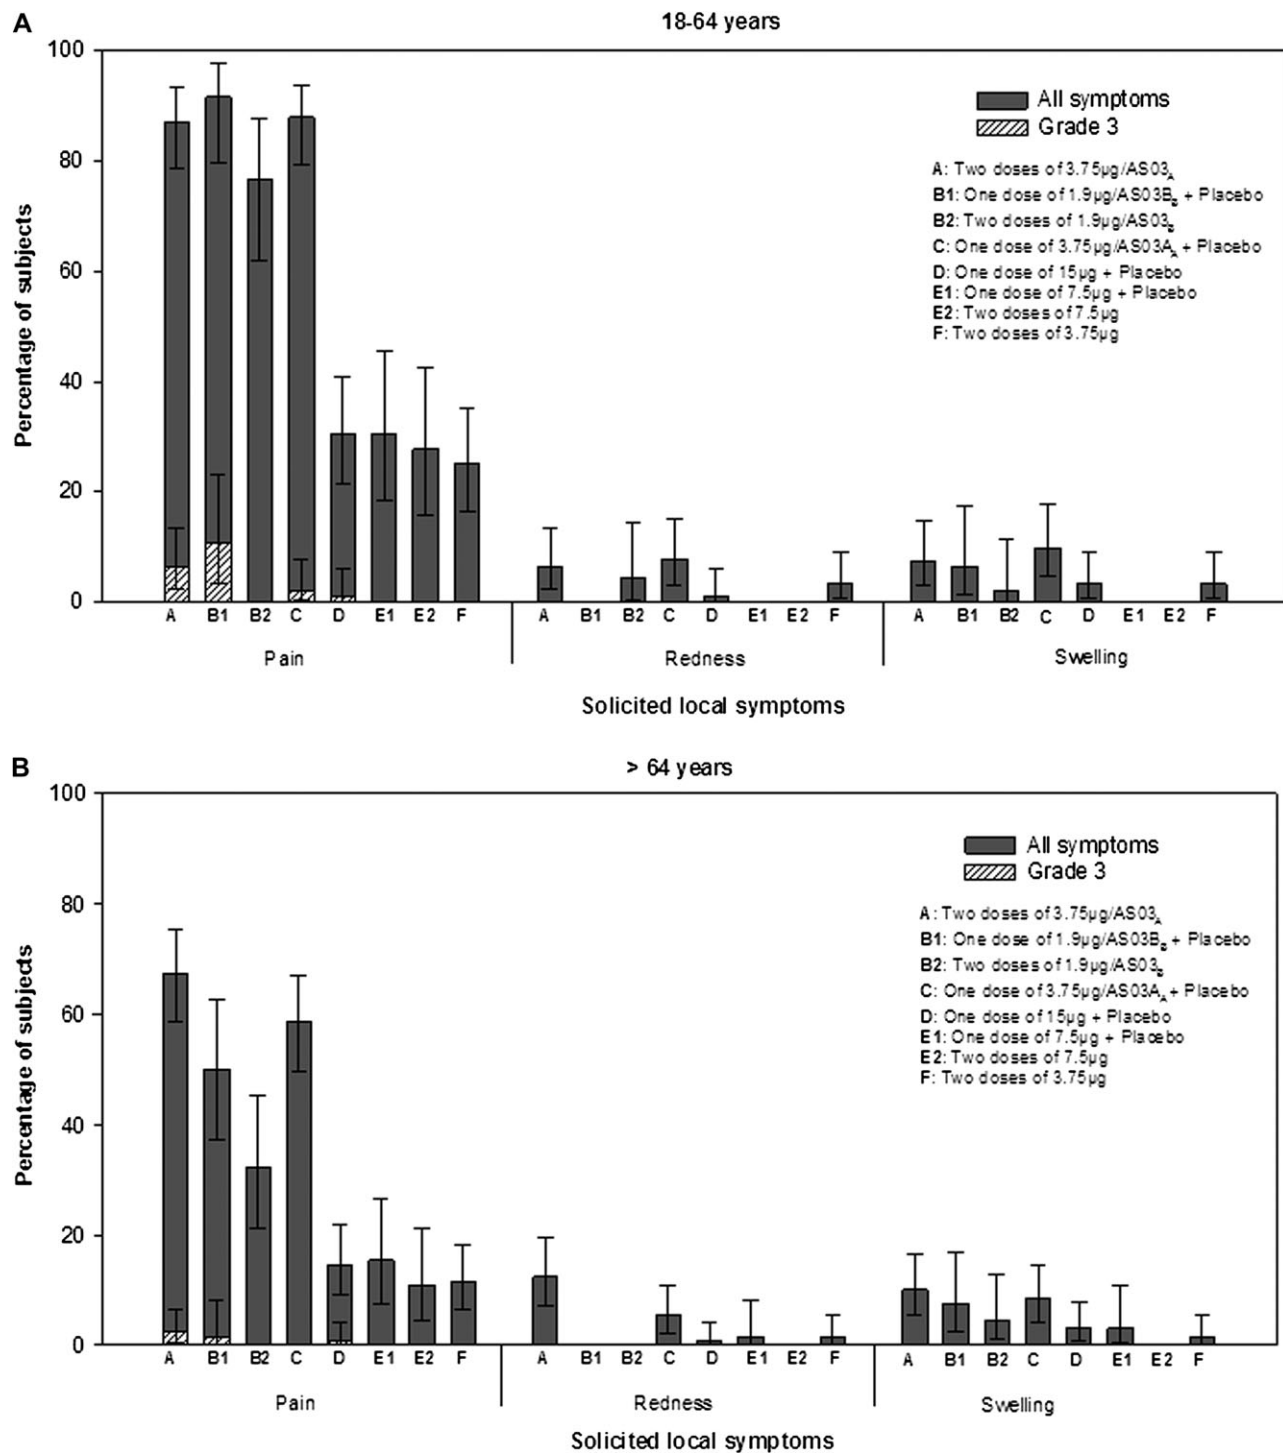 A
18-64 years
100
80
60
40
20
0
Percentage of subjects
All symptoms
Grade 3
A: Two doses of 3.75µg/AS03A
B1: One dose of 1.9µg/AS03BB + Placebo
B2: Two doses of 1.9µg/AS03B
C: One dose of 3.75µg/AS03AA + Placebo
D: One dose of 15µg + Placebo
E1: One dose of 7.5µg + Placebo
E2: Two doses of 7.5µg
F: Two doses of 3.75µg
A B1 B2 C D E1 E2 F A B1 B2 C D E1 E2 F A B1 B2 C D E1 E2 F
Pain Redness Swelling
Solicited local symptoms
B
> 64 years
100
80
60
40
20
0
Percentage of subjects
All symptoms
Grade 3
A: Two doses of 3.75µg/AS03A
B1: One dose of 1.9µg/AS03BB + Placebo
B2: Two doses of 1.9µg/AS03B
C: One dose of 3.75µg/AS03AA + Placebo
D: One dose of 15µg + Placebo
E1: One dose of 7.5µg + Placebo
E2: Two doses of 7.5µg
F: Two doses of 3.75µg
A B1 B2 C D E1 E2 F A B1 B2 C D E1 E2 F A B1 B2 C D E1 E2 F
Pain Redness Swelling
Solicited local symptoms